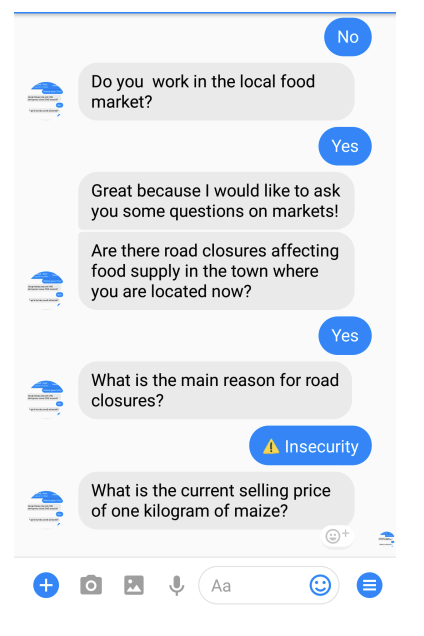 No
Do you  work in the local food
market?
Yes
Great because I would like to ask
you some questions on markets!
Are there road closures affecting
food supply in the town where
you are located now?
Yes
What is the main reason for road
closures?
⚠️ Insecurity
What is the current selling price
of one kilogram of maize?
Aa